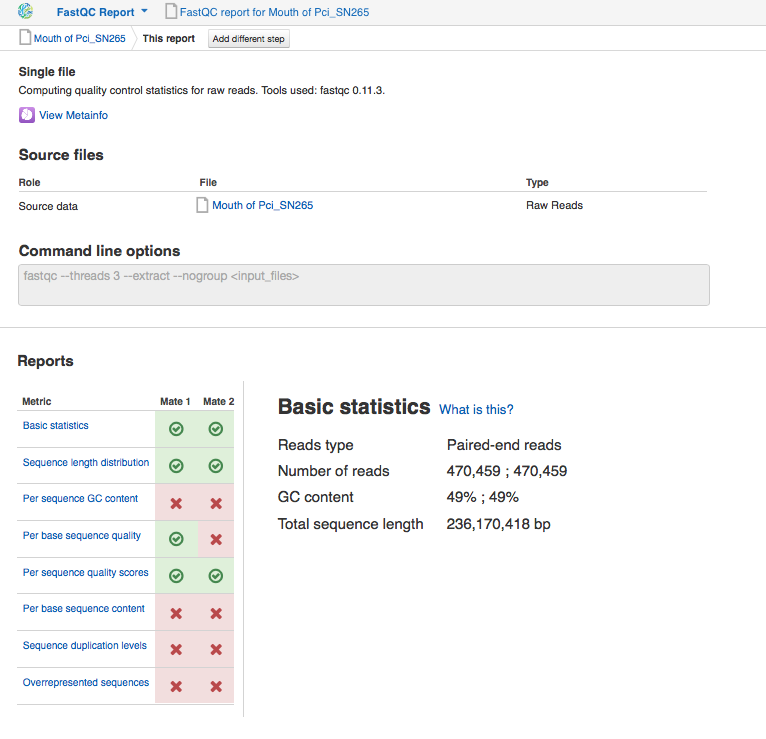 FastQC Report FastQC report for Mouth of Pci_SN265
Mouth of Pci_SN265 This report Add different step
Single file
Computing quality control statistics for raw reads. Tools used: fastqc 0.11.3.
View Metainfo
Source files
Role File Type
Source data Mouth of Pci_SN265 Raw Reads
Command line options
fastqc --threads 3 --extract --nogroup <input_files>
Reports
Metric Mate 1 Mate 2
Basic statistics
Sequence length distribution
Per sequence GC content
Per base sequence quality
Per sequence quality scores
Per base sequence content
Sequence duplication levels
Overrepresented sequences
Basic statistics What is this?
Reads type Paired-end reads
Number of reads 470,459 ; 470,459
GC content 49% ; 49%
Total sequence length 236,170,418 bp